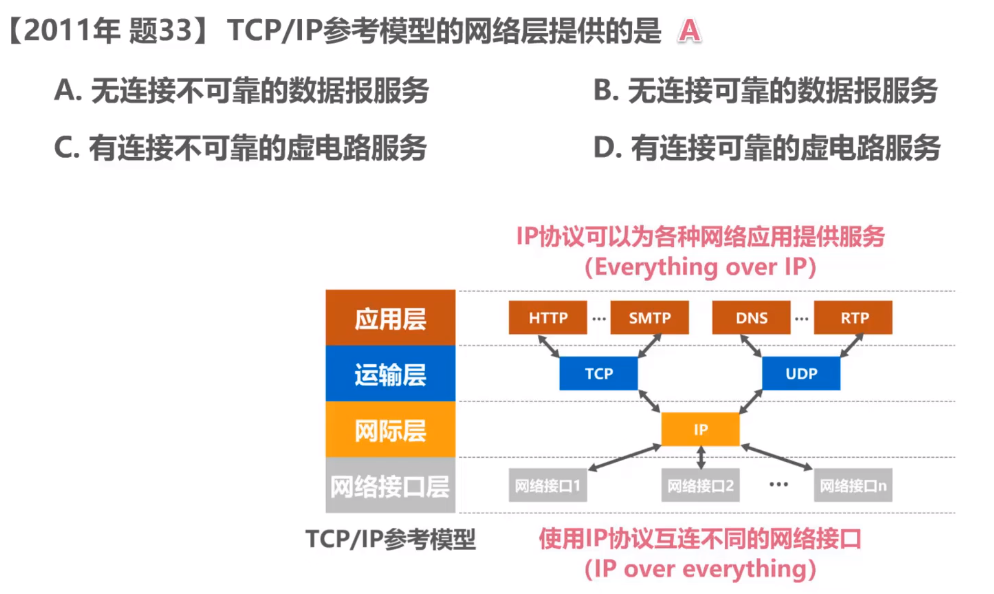 【2011年 题33】 TCP/IP参考模型的网络层提供的是 A
A. 无连接不可靠的数据报服务 B. 无连接可靠的数据报服务
C. 有连接不可靠的虚电路服务 D. 有连接可靠的虚电路服务
IP协议可以为各种网络应用提供服务
（Everything over IP）
应用层 HTTP ... SMTP DNS ... RTP
运输层 TCP UDP
网际层 IP
网络接口层 网络接口1 网络接口2 ... 网络接口n
TCP/IP参考模型 使用IP协议互连不同的网络接口
（IP over everything）